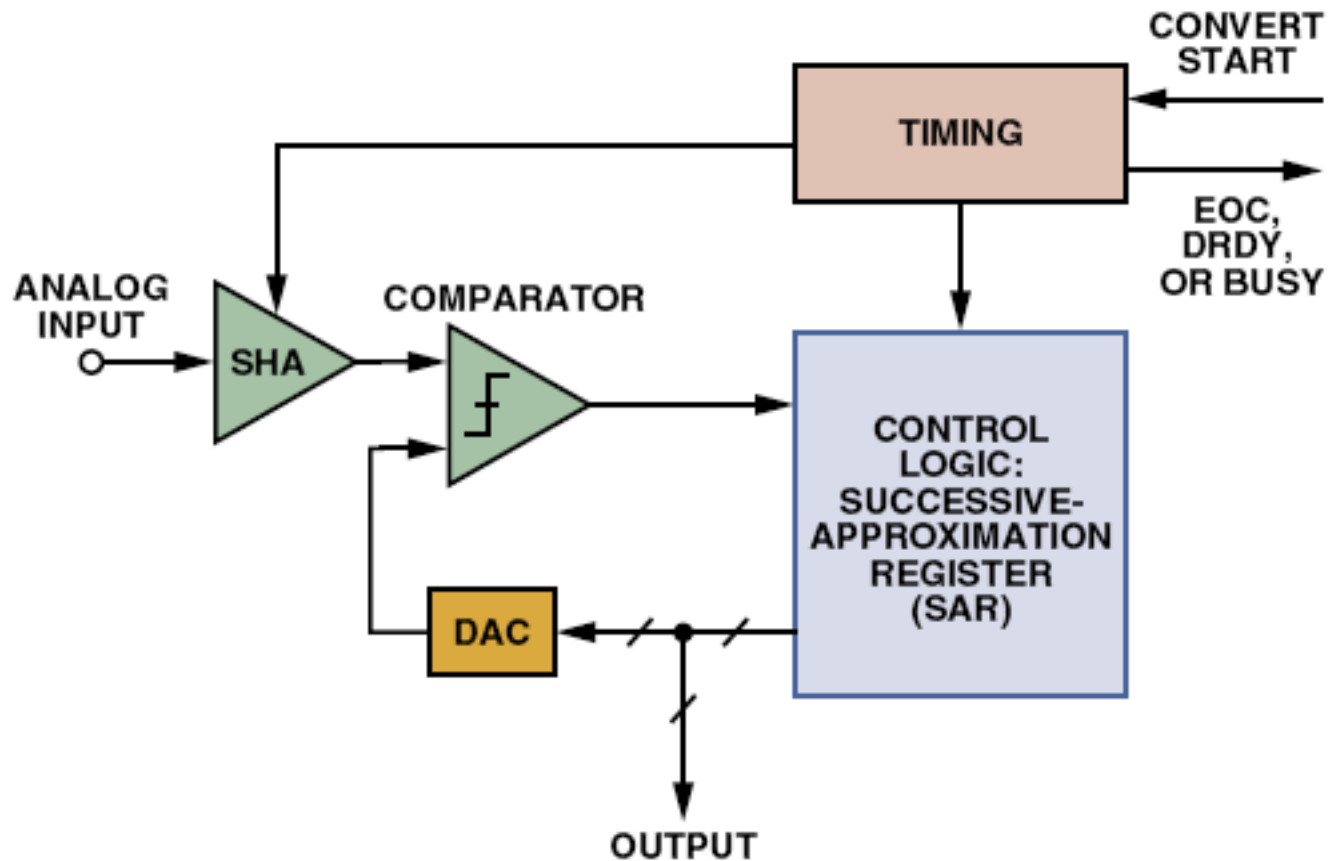 CONVERT
START
TIMING
EOC,
DRDY,
OR BUSY
ANALOG
INPUT
SHA
COMPARATOR
CONTROL
LOGIC:
SUCCESSIVE-
APPROXIMATION
REGISTER
(SAR)
DAC
OUTPUT